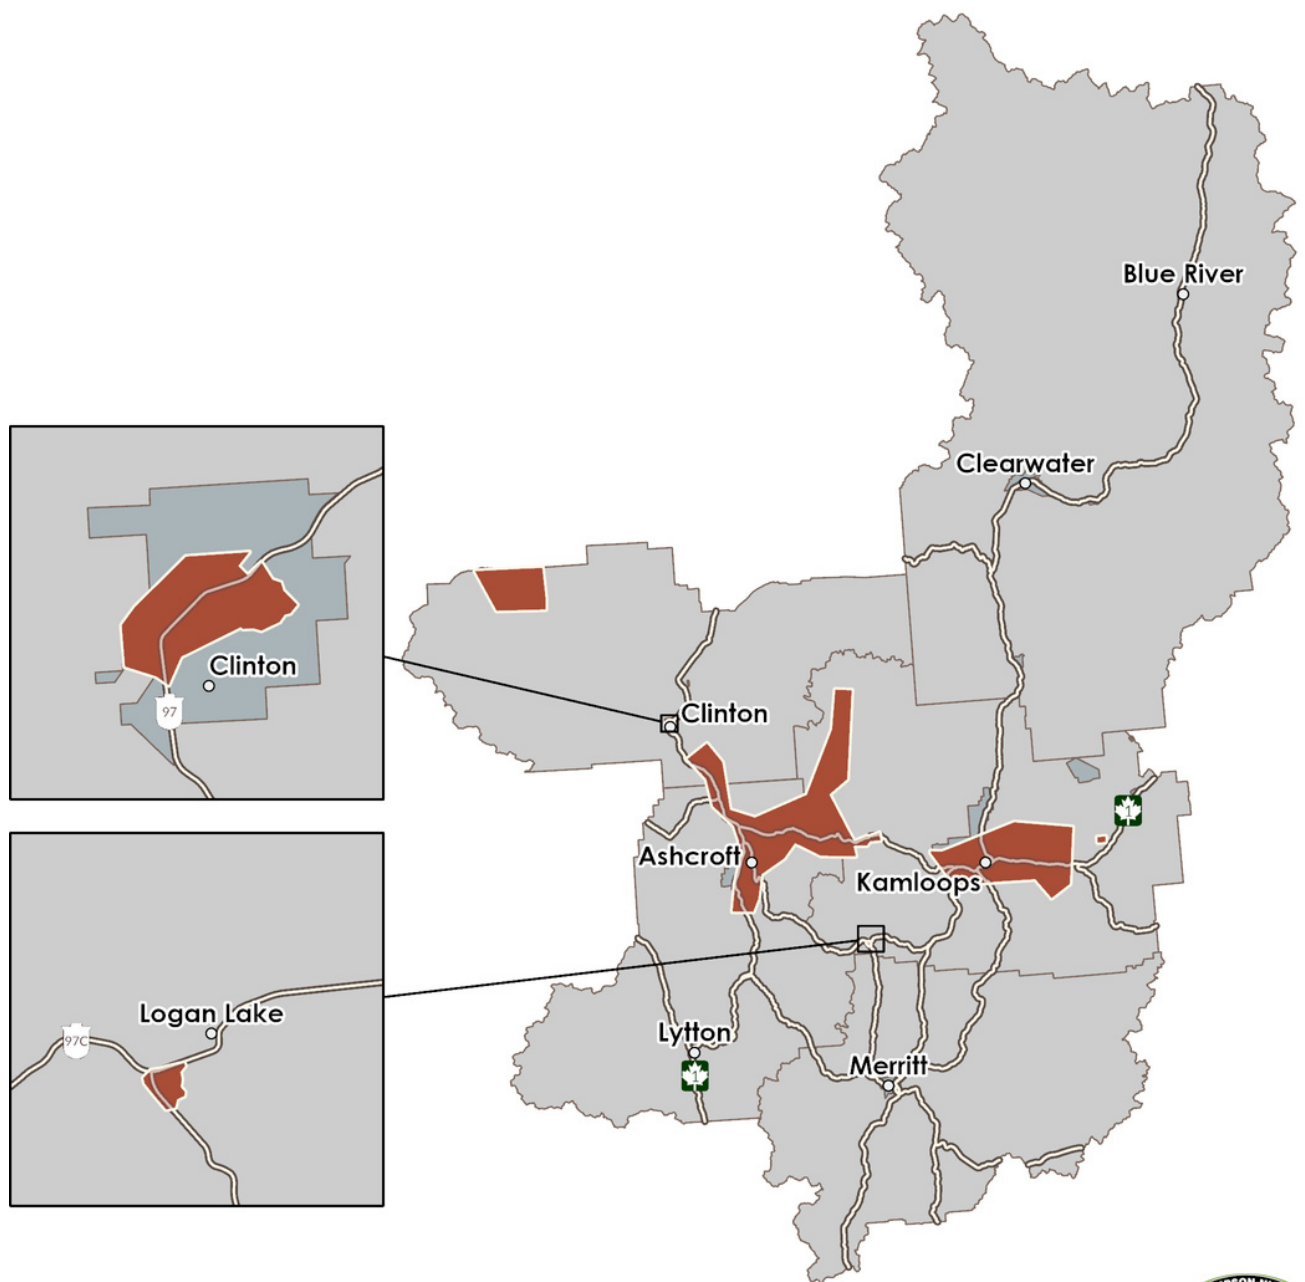 Blue River
Clearwater
Clinton
97
Clinton
1
Ashcroft
Kamloops
Logan Lake
97C
Lytton
1
Merritt